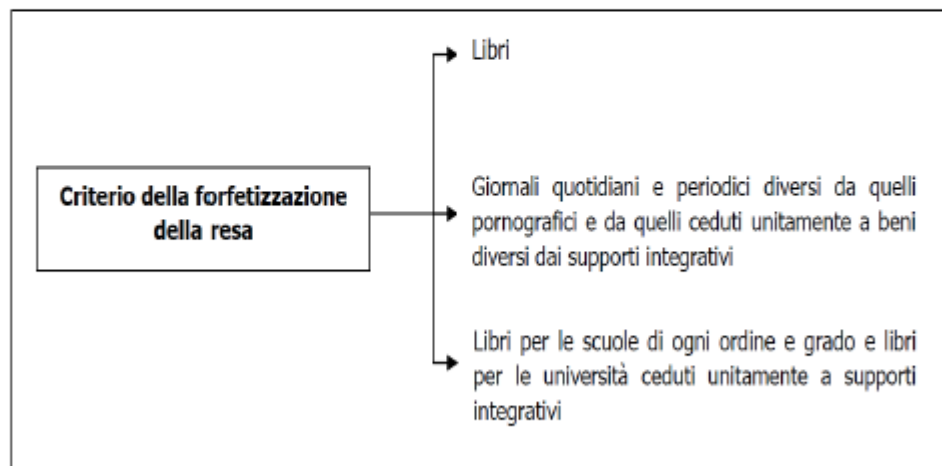 Libri
Criterio della forfetizzazione
della resa
Giornali quotidiani e periodici diversi da quelli
pornografici e da quelli ceduti unitamente a beni
diversi dai supporti integrativi
Libri per le scuole di ogni ordine e grado e libri
per le università ceduti unitamente a supporti
integrativi